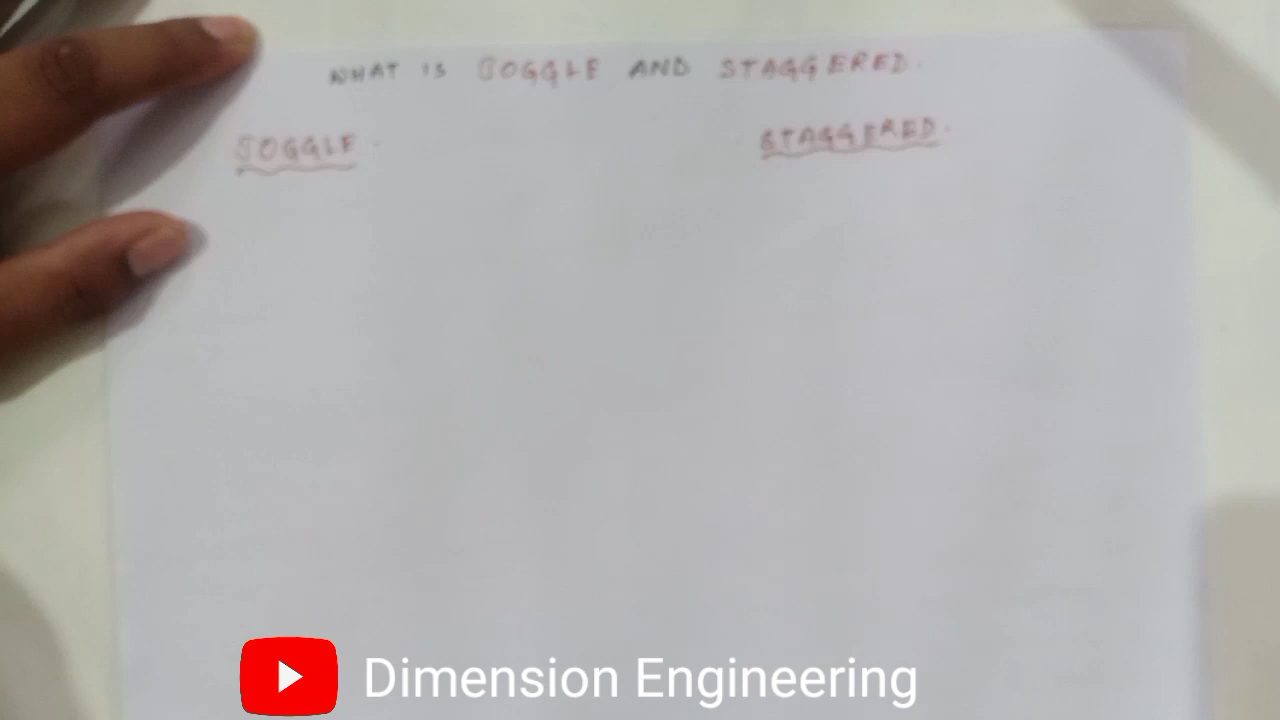 WHAT IS JOGGLE AND STAGGERED.
JOGGLE. STAGGERED.
Dimension Engineering